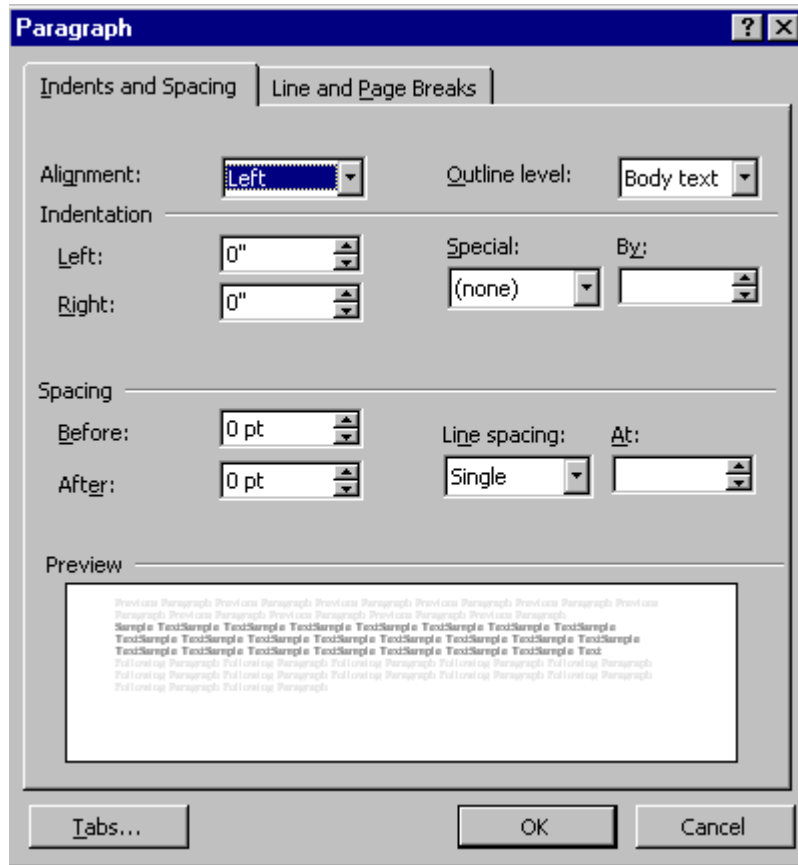 Paragraph
Indents and Spacing Line and Page Breaks
Alignment: Left Outline level: Body text
Indentation
Left: 0" Special: By:
Right: 0" (none)
Spacing
Before: 0 pt Line spacing: At:
After: 0 pt Single
Preview
Previous Paragraph Previous Paragraph Previous Paragraph Previous Paragraph Previous Paragraph Previous
Paragraph Previous Paragraph Previous Paragraph Previous Paragraph Previous Paragraph
Sample TextSample TextSample TextSample TextSample TextSample TextSample
TextSample TextSample TextSample TextSample TextSample TextSample TextSample
TextSample TextSample TextSample TextSample TextSample TextSample Text
Following Paragraph Following Paragraph Following Paragraph Following Paragraph Following Paragraph
Following Paragraph Following Paragraph Following Paragraph Following Paragraph Following Paragraph
Following Paragraph Following Paragraph
Tabs... OK Cancel